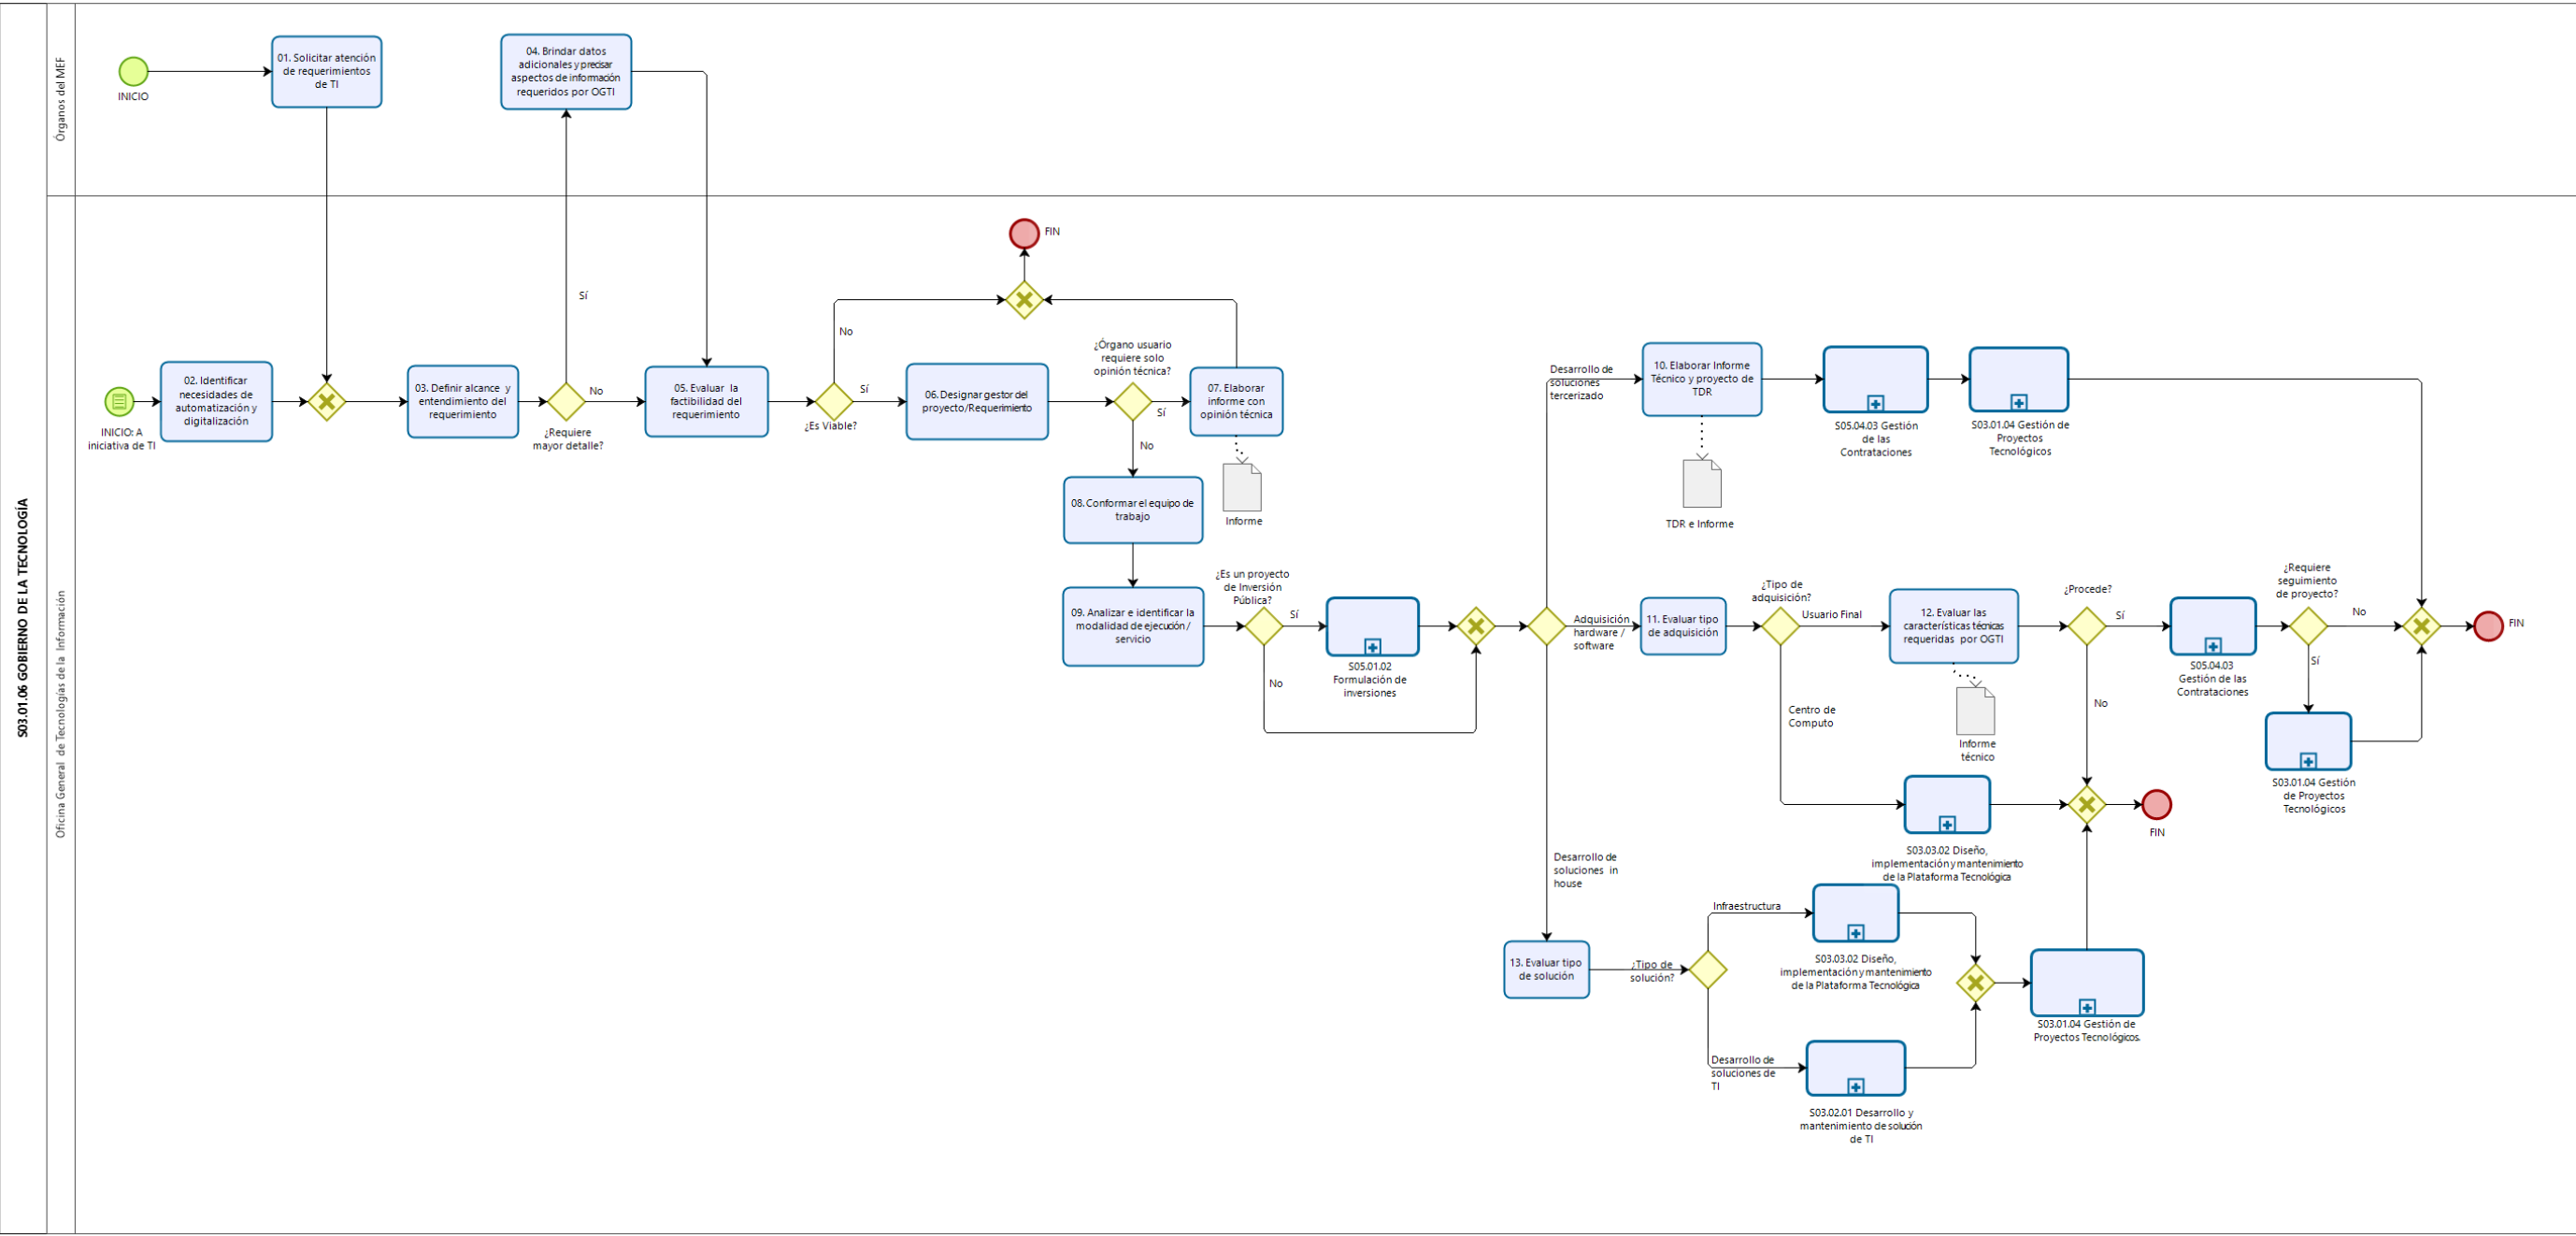 S03.01.06 GOBIERNO DE LA TECNOLOGÍA
Órganos del MEF
INICIO
01. Solicitar atención
de requerimientos
de TI
04. Brindar datos
adicionales y precisar
aspectos de información
requeridos por OGTI
Oficina General de Tecnologías de la Información
INICIO: A
iniciativa de TI
02. Identificar
necesidades de
automatización y
digitalización
03. Definir alcance y
entendimiento del
requerimiento
¿Requiere
mayor detalle?
Sí
No
05. Evaluar la
factibilidad del
requerimiento
¿Es Viable?
No
Sí
FIN
06. Designar gestor del
proyecto/Requerimiento
¿Órgano usuario
requiere solo
opinión técnica?
Sí
No
07. Elaborar
informe con
opinión técnica
Informe
08. Conformar el equipo de
trabajo
09. Analizar e identificar la
modalidad de ejecución /
servicio
¿Es un proyecto
de Inversión
Pública?
Sí
No
S05.01.02
Formulación de
inversiones
Desarrollo de
soluciones
tercerizado
10. Elaborar Informe
Técnico y proyecto de
TDR
TDR e Informe
S05.04.03 Gestión
de las
Contrataciones
S03.01.04 Gestión de
Proyectos
Tecnológicos
Adquisición
hardware /
software
11. Evaluar tipo
de adquisición
¿Tipo de
adquisición?
Usuario Final
Centro de
Computo
12. Evaluar las
características técnicas
requeridas por OGTI
Informe
técnico
¿Procede?
Sí
No
S05.04.03
Gestión de las
Contrataciones
¿Requiere
seguimiento
de proyecto?
No
Sí
S03.01.04 Gestión
de Proyectos
Tecnológicos
FIN
S03.03.02 Diseño,
implementación y mantenimiento
de la Plataforma Tecnológica
FIN
Desarrollo de
soluciones in
house
13. Evaluar tipo
de solución
¿Tipo de
solución?
Infraestructura
S03.03.02 Diseño,
implementación y mantenimiento
de la Plataforma Tecnológica
Desarrollo de
soluciones de
TI
S03.02.01 Desarrollo y
mantenimiento de solución
de TI
S03.01.04 Gestión de
Proyectos Tecnológicos.